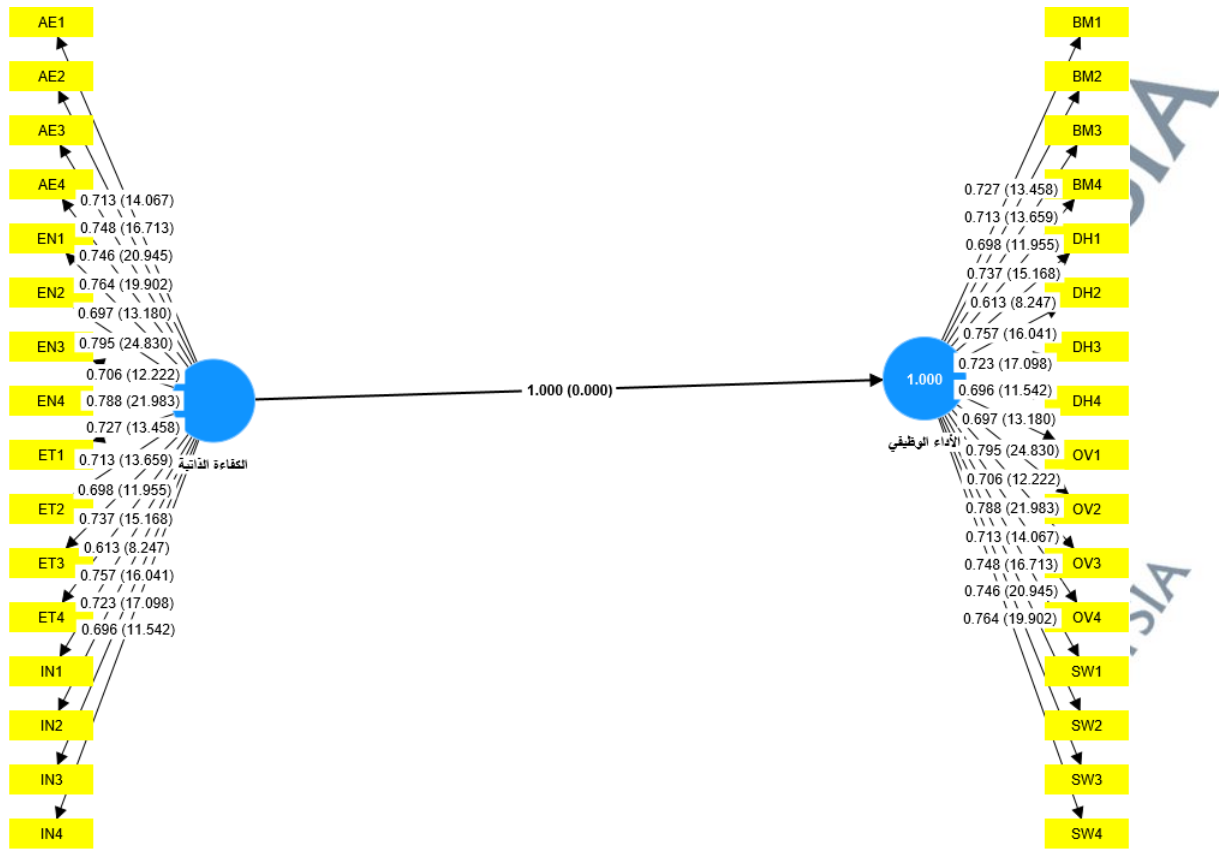 AE1
AE2
AE3
AE4
EN1
EN2
EN3
EN4
ET1
ET2
ET3
ET4
IN1
IN2
IN3
IN4
0.713 (14.067)
0.748 (16.713)
0.746 (20.945)
0.764 (19.902)
0.697 (13.180)
0.795 (24.830)
0.706 (12.222)
0.788 (21.983)
0.727 (13.458)
0.713 (13.659)
0.698 (11.955)
0.737 (15.168)
0.613 (8.247)
0.757 (16.041)
0.723 (17.098)
0.696 (11.542)
الكفاءة الذاتية
1.000 (0.000)
1.000
الأداء الوظيفي
0.727 (13.458)
0.713 (13.659)
0.698 (11.955)
0.737 (15.168)
0.613 (8.247)
0.757 (16.041)
0.723 (17.098)
0.696 (11.542)
0.697 (13.180)
0.795 (24.830)
0.706 (12.222)
0.788 (21.983)
0.713 (14.067)
0.748 (16.713)
0.746 (20.945)
0.764 (19.902)
BM1
BM2
BM3
BM4
DH1
DH2
DH3
DH4
OV1
OV2
OV3
OV4
SW1
SW2
SW3
SW4